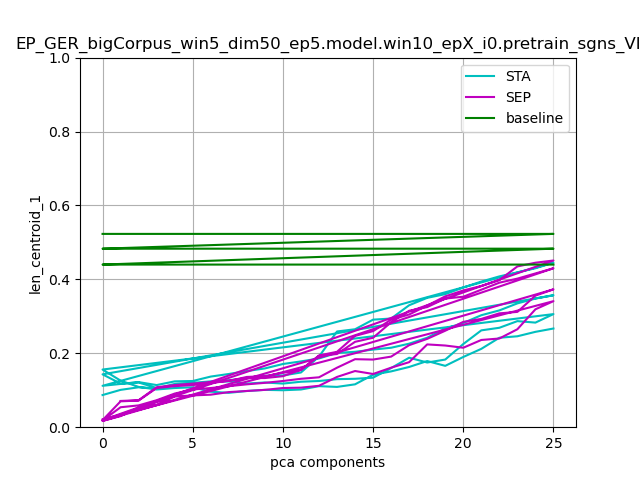 EP_GER_bigCorpus_win5_dim50_ep5.model.win10_epX_i0.pretrain_sgns_VI
1.0
0.8
0.6
0.4
0.2
0.0
len_centroid_1
STA
SEP
baseline
0 5 10 15 20 25
pca components